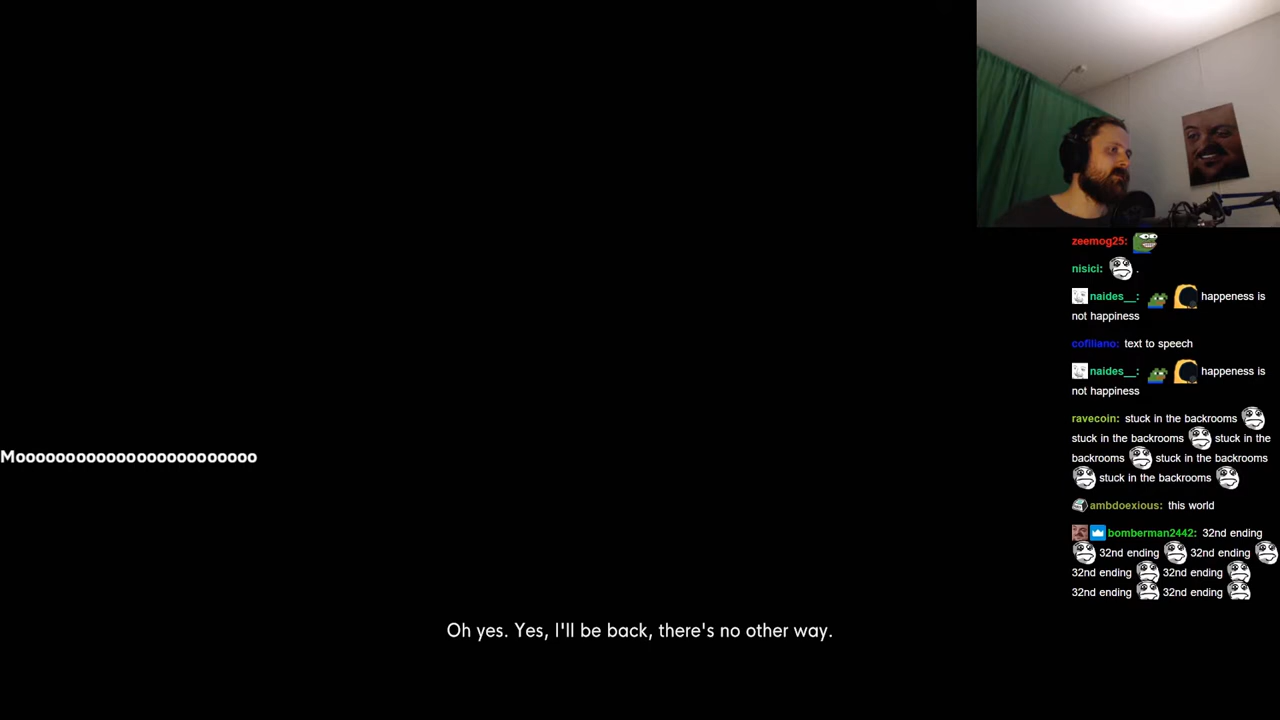 zeemog25:
nisici: .
naides__: happeness is
not happiness
cofiliano: text to speech
naides__: happeness is
not happiness
ravecoin: stuck in the backrooms
stuck in the backrooms stuck in the
backrooms stuck in the backrooms
stuck in the backrooms
Moooooooooooooooooooooooo
ambdoexious: this world
bomberman2442: 32nd ending
32nd ending 32nd ending
32nd ending 32nd ending
32nd ending 32nd ending
Oh yes. Yes, I'll be back, there's no other way.